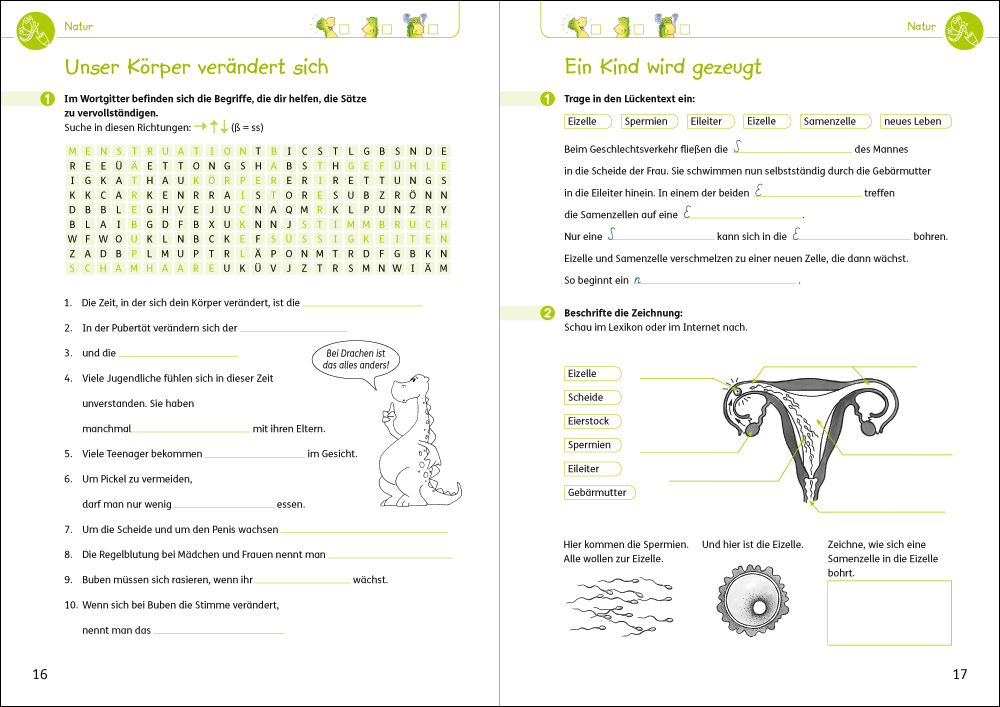 Natur
Unser Körper verändert sich
1 Im Wortgitter befinden sich die Begriffe, die dir helfen, die Sätze
zu vervollständigen.
Suche in diesen Richtungen: → ↑ ↓ (ß = ss)
M E N S T R U A T I O N T B I C S T L G B S N D E
R E E Ü Ä E T T O N G S H A B S T H G E F Ü H L E
I G K A T H A U K Ö R P E R E R I R E T T U N G S
K K C A R K E N R R A I S T O R E S U B Z R Ö N N
D B B L E G H V E J U C N A Q M R K L P U N Z R Y
B L A I B G D F B X U K N N J S T I M M B R U C H
W F W O U K L N B C K E F S Ü S S I G K E I T E N
Z A D B P L M U P T R L Ä P O N M T R D F G B K N
S C H A M H A A R E U K Ü V J Z T R S M N W I Ä M
1. Die Zeit, in der sich dein Körper verändert, ist die
2. In der Pubertät verändern sich der
3. und die
Bei Drachen ist
das alles anders!
4. Viele Jugendliche fühlen sich in dieser Zeit
unverstanden. Sie haben
manchmal mit ihren Eltern.
5. Viele Teenager bekommen im Gesicht.
6. Um Pickel zu vermeiden,
darf man nur wenig essen.
7. Um die Scheide und um den Penis wachsen
8. Die Regelblutung bei Mädchen und Frauen nennt man
9. Buben müssen sich rasieren, wenn ihr wächst.
10. Wenn sich bei Buben die Stimme verändert,
nennt man das
16
Natur
Ein Kind wird gezeugt
1 Trage in den Lückentext ein:
Eizelle Spermien Eileiter Eizelle Samenzelle neues Leben
Beim Geschlechtsverkehr fließen die S des Mannes
in die Scheide der Frau. Sie schwimmen nun selbstständig durch die Gebärmutter
in die Eileiter hinein. In einem der beiden E treffen
die Samenzellen auf eine E .
Nur eine S kann sich in die E bohren.
Eizelle und Samenzelle verschmelzen zu einer neuen Zelle, die dann wächst.
So beginnt ein n .
2 Beschrifte die Zeichnung:
Schau im Lexikon oder im Internet nach.
Eizelle
Scheide
Eierstock
Spermien
Eileiter
Gebärmutter
Hier kommen die Spermien.
Alle wollen zur Eizelle.
Und hier ist die Eizelle.
Zeichne, wie sich eine
Samenzelle in die Eizelle
bohrt.
17